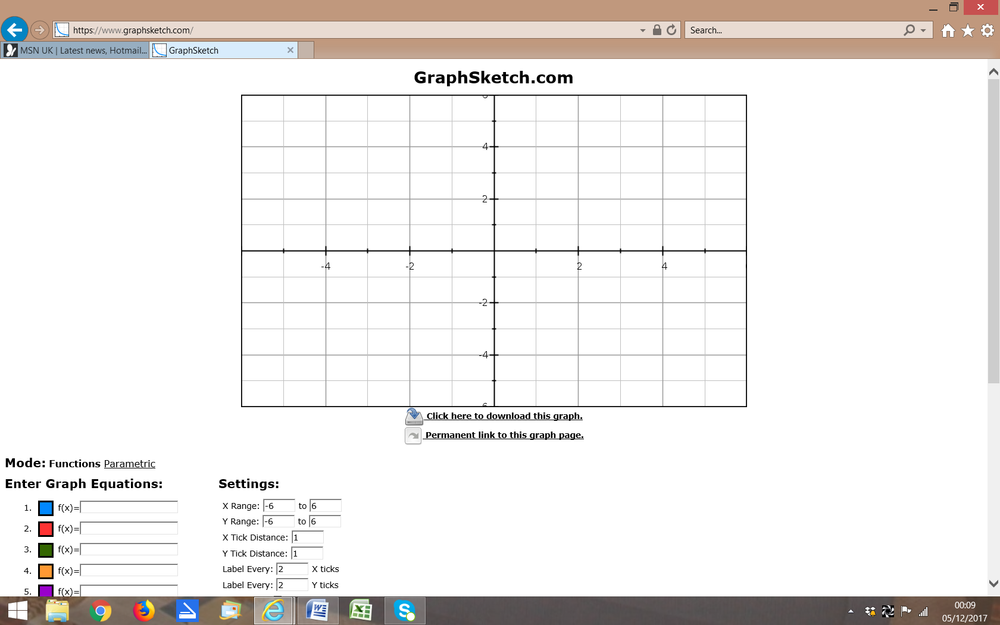 https://www.graphsketch.com/
Search...
MSN UK | Latest news, Hotmail...
GraphSketch
GraphSketch.com
4
2
-4 -2 2 4
-2
-4
Click here to download this graph.
Permanent link to this graph page.
Mode: Functions Parametric
Enter Graph Equations:
1. f(x)=
2. f(x)=
3. f(x)=
4. f(x)=
5. f(x)=
Settings:
X Range: -6 to 6
Y Range: -6 to 6
X Tick Distance: 1
Y Tick Distance: 1
Label Every: 2 X ticks
Label Every: 2 Y ticks
00:09
05/12/2017